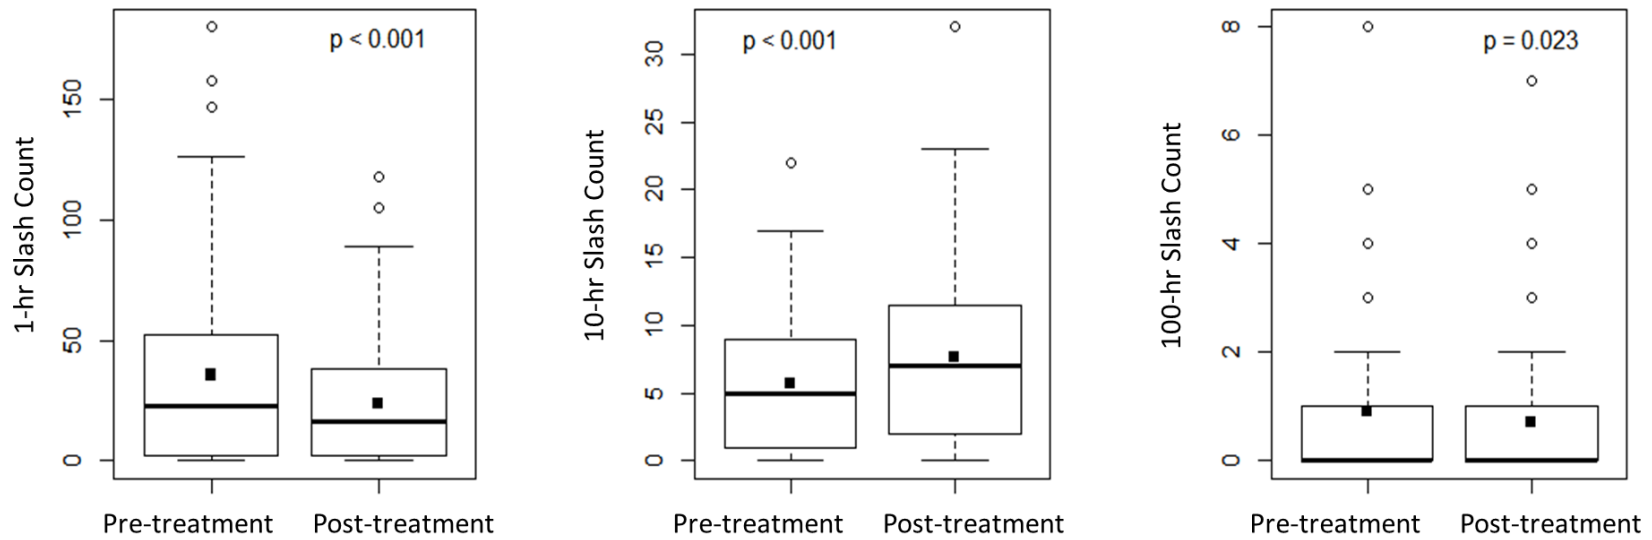 1-hr Slash Count
150
100
50
0
p < 0.001
Pre-treatment
Post-treatment
10-hr Slash Count
30
25
20
15
10
5
0
p < 0.001
Pre-treatment
Post-treatment
100-hr Slash Count
8
6
4
2
0
p = 0.023
Pre-treatment
Post-treatment